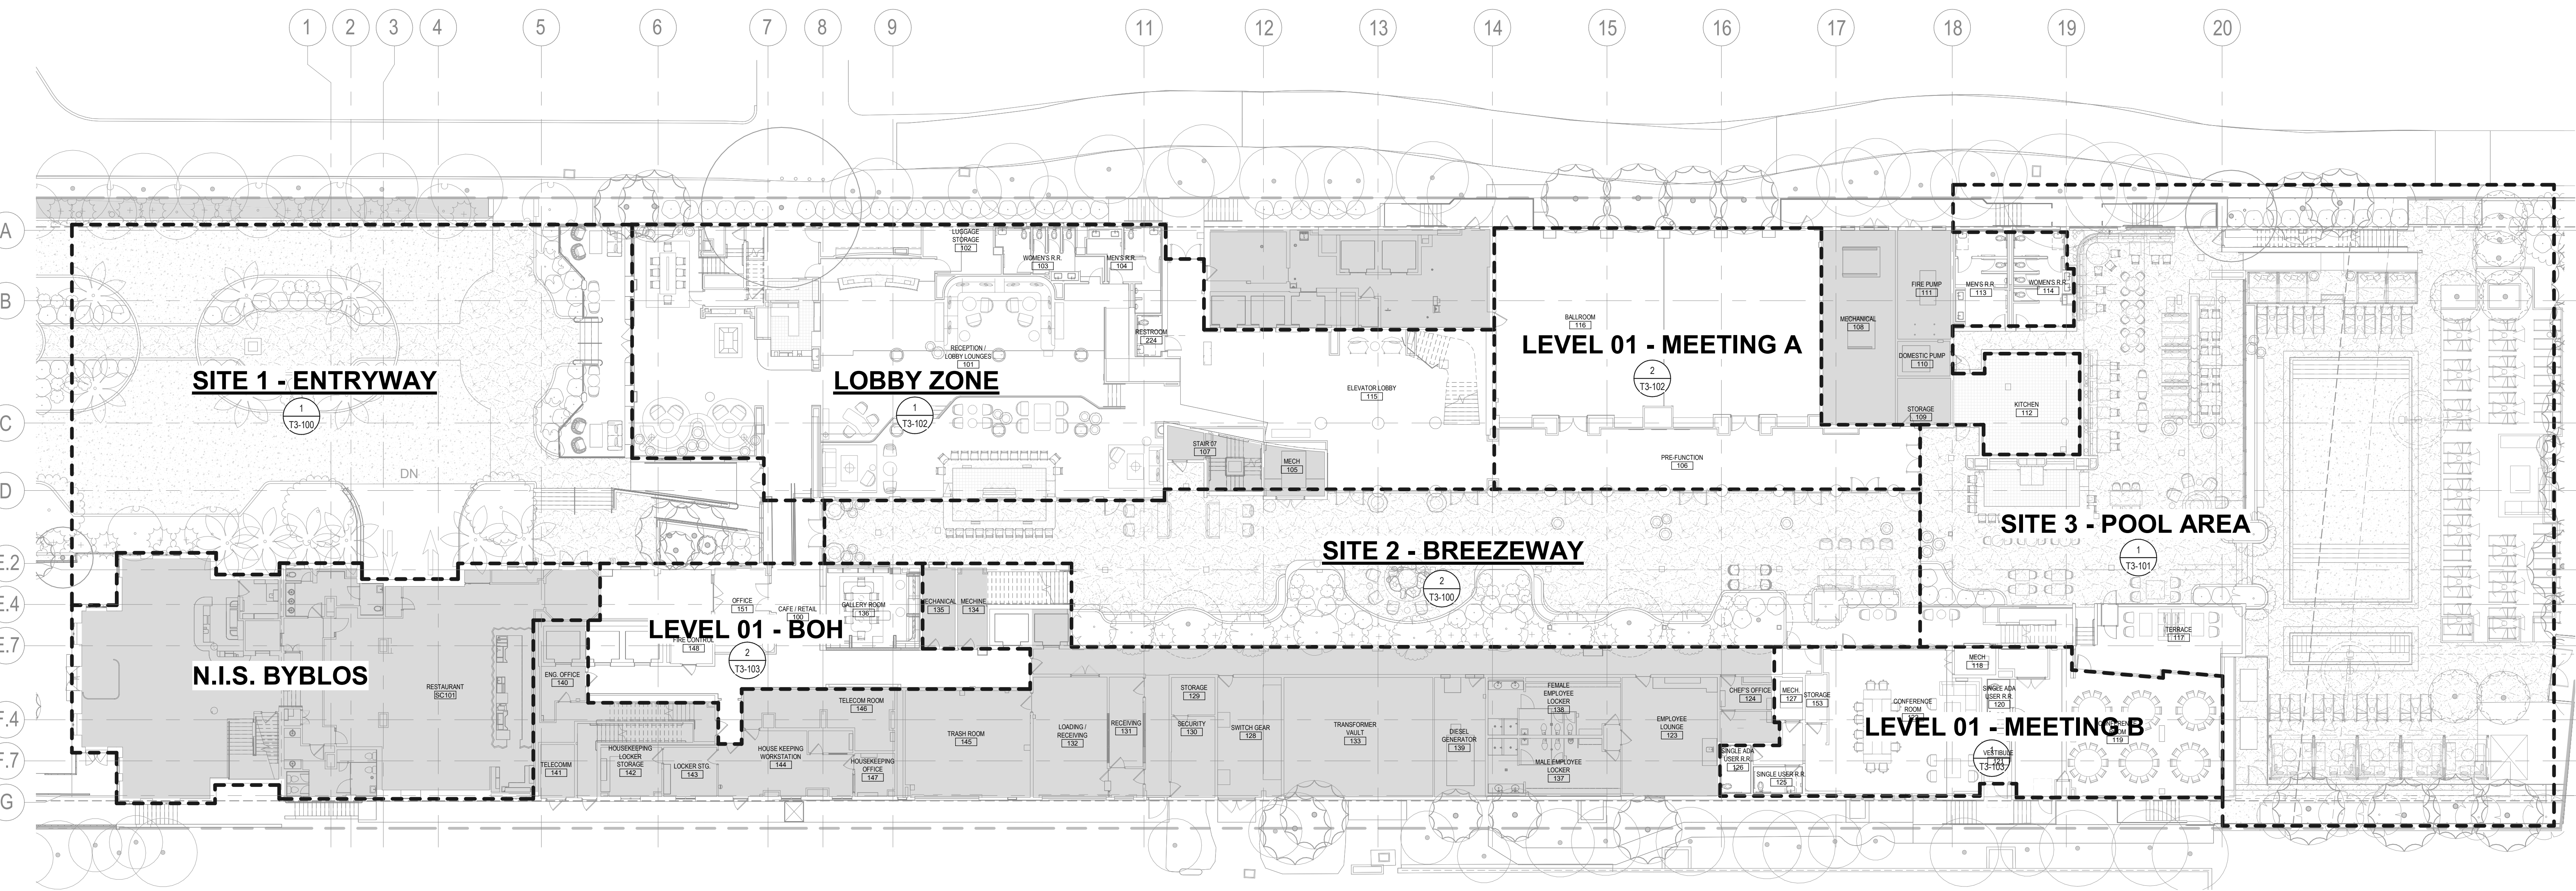 1 2 3 4 5 6 7 8 9 11 12 13 14 15 16 17 18 19 20
A
B
C
D
E.2
E.4
E.7
F.4
F.7
G
SITE 1 - ENTRYWAY
1
T3-100
DN
N.I.S. BYBLOS
RESTAURANT
SC101
LOBBY ZONE
1
T3-102
LUGGAGE
STORAGE
102
WOMEN'S R.R.
103
MEN'S R.R.
104
RESTROOM
224
RECEPTION /
LOBBY LOUNGES
101
ELEVATOR LOBBY
115
STAIR 07
107
MECH
105
BALLROOM
116
LEVEL 01 - MEETING A
2
T3-102
PRE-FUNCTION
106
MECHANICAL
108
FIRE PUMP
111
DOMESTIC PUMP
110
STORAGE
109
MEN'S R.R.
113
WOMEN'S R.R.
114
KITCHEN
112
SITE 2 - BREEZEWAY
2
T3-100
SITE 3 - POOL AREA
1
T3-101
TERRACE
117
OFFICE
151
CAFE / RETAIL
100
GALLERY ROOM
136
MECHANICAL
135
MECHINE
134
LEVEL 01 - BOH
2
T3-103
FIRE CONTROL
148
ENG. OFFICE
140
TELECOMM
141
HOUSEKEEPING
LOCKER
STORAGE
142
LOCKER STG.
143
HOUSE KEEPING
WORKSTATION
144
TELECOM ROOM
146
HOUSEKEEPING
OFFICE
147
TRASH ROOM
145
LOADING /
RECEIVING
132
RECEIVING
131
STORAGE
129
SECURITY
130
SWITCH GEAR
128
TRANSFORMER
VAULT
133
DIESEL
GENERATOR
139
FEMALE
EMPLOYEE
LOCKER
138
MALE EMPLOYEE
LOCKER
137
EMPLOYEE
LOUNGE
123
CHEF'S OFFICE
124
SINGLE ADA
USER R.R.
126
SINGLE USER R.R.
125
MECH.
127
STORAGE
153
CONFERENCE
ROOM
MECH
118
SINGLE ADA
USER R.R.
120
LEVEL 01 - MEETING B
1
T3-103
VESTIBULE
121
119